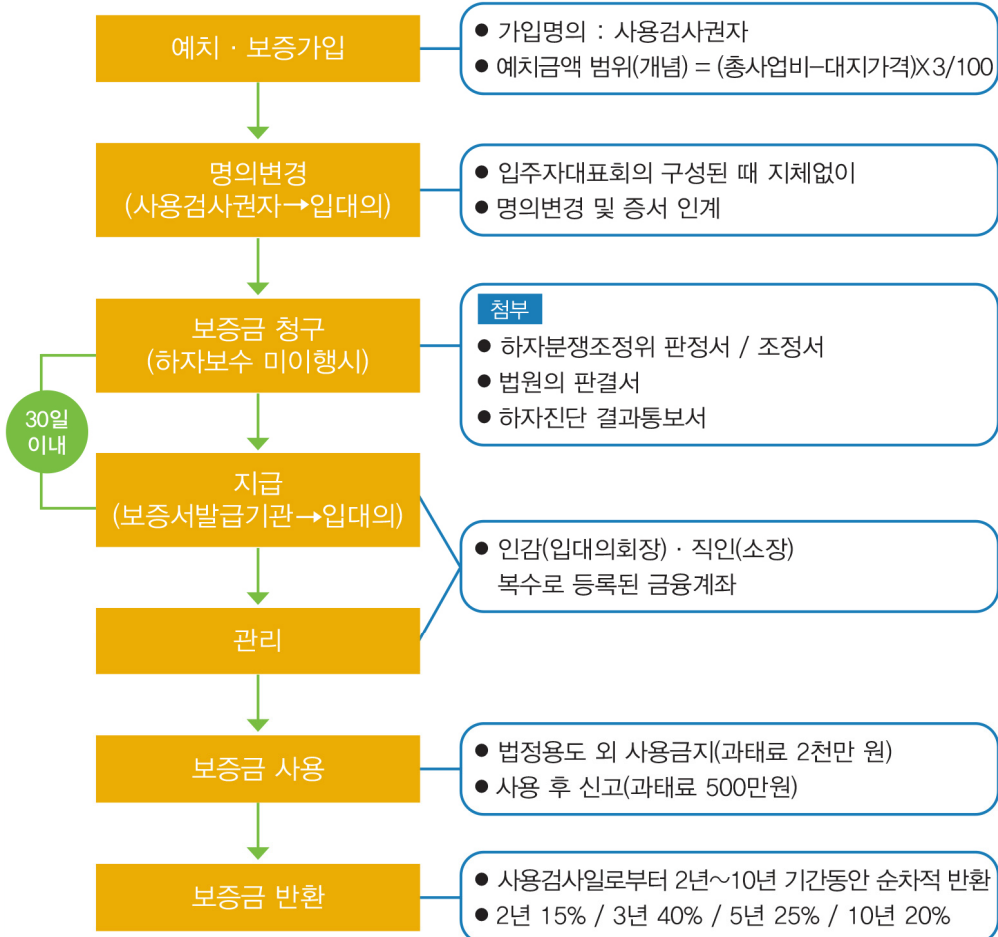 예치 · 보증가입
● 가입명의 : 사용검사권자
● 예치금액 범위(개념) = (총사업비-대지가격)X3/100
명의변경
(사용검사권자→입대의)
● 입주자대표회의 구성된 때 지체없이
● 명의변경 및 증서 인계
보증금 청구
(하자보수 미이행시)
첨부
● 하자분쟁조정위 판정서 / 조정서
● 법원의 판결서
● 하자진단 결과통보서
30일
이내
지급
(보증서발급기관→입대의)
● 인감(입대의회장) · 직인(소장)
복수로 등록된 금융계좌
관리
보증금 사용
● 법정용도 외 사용금지(과태료 2천만 원)
● 사용 후 신고(과태료 500만원)
보증금 반환
● 사용검사일로부터 2년~10년 기간동안 순차적 반환
● 2년 15% / 3년 40% / 5년 25% / 10년 20%